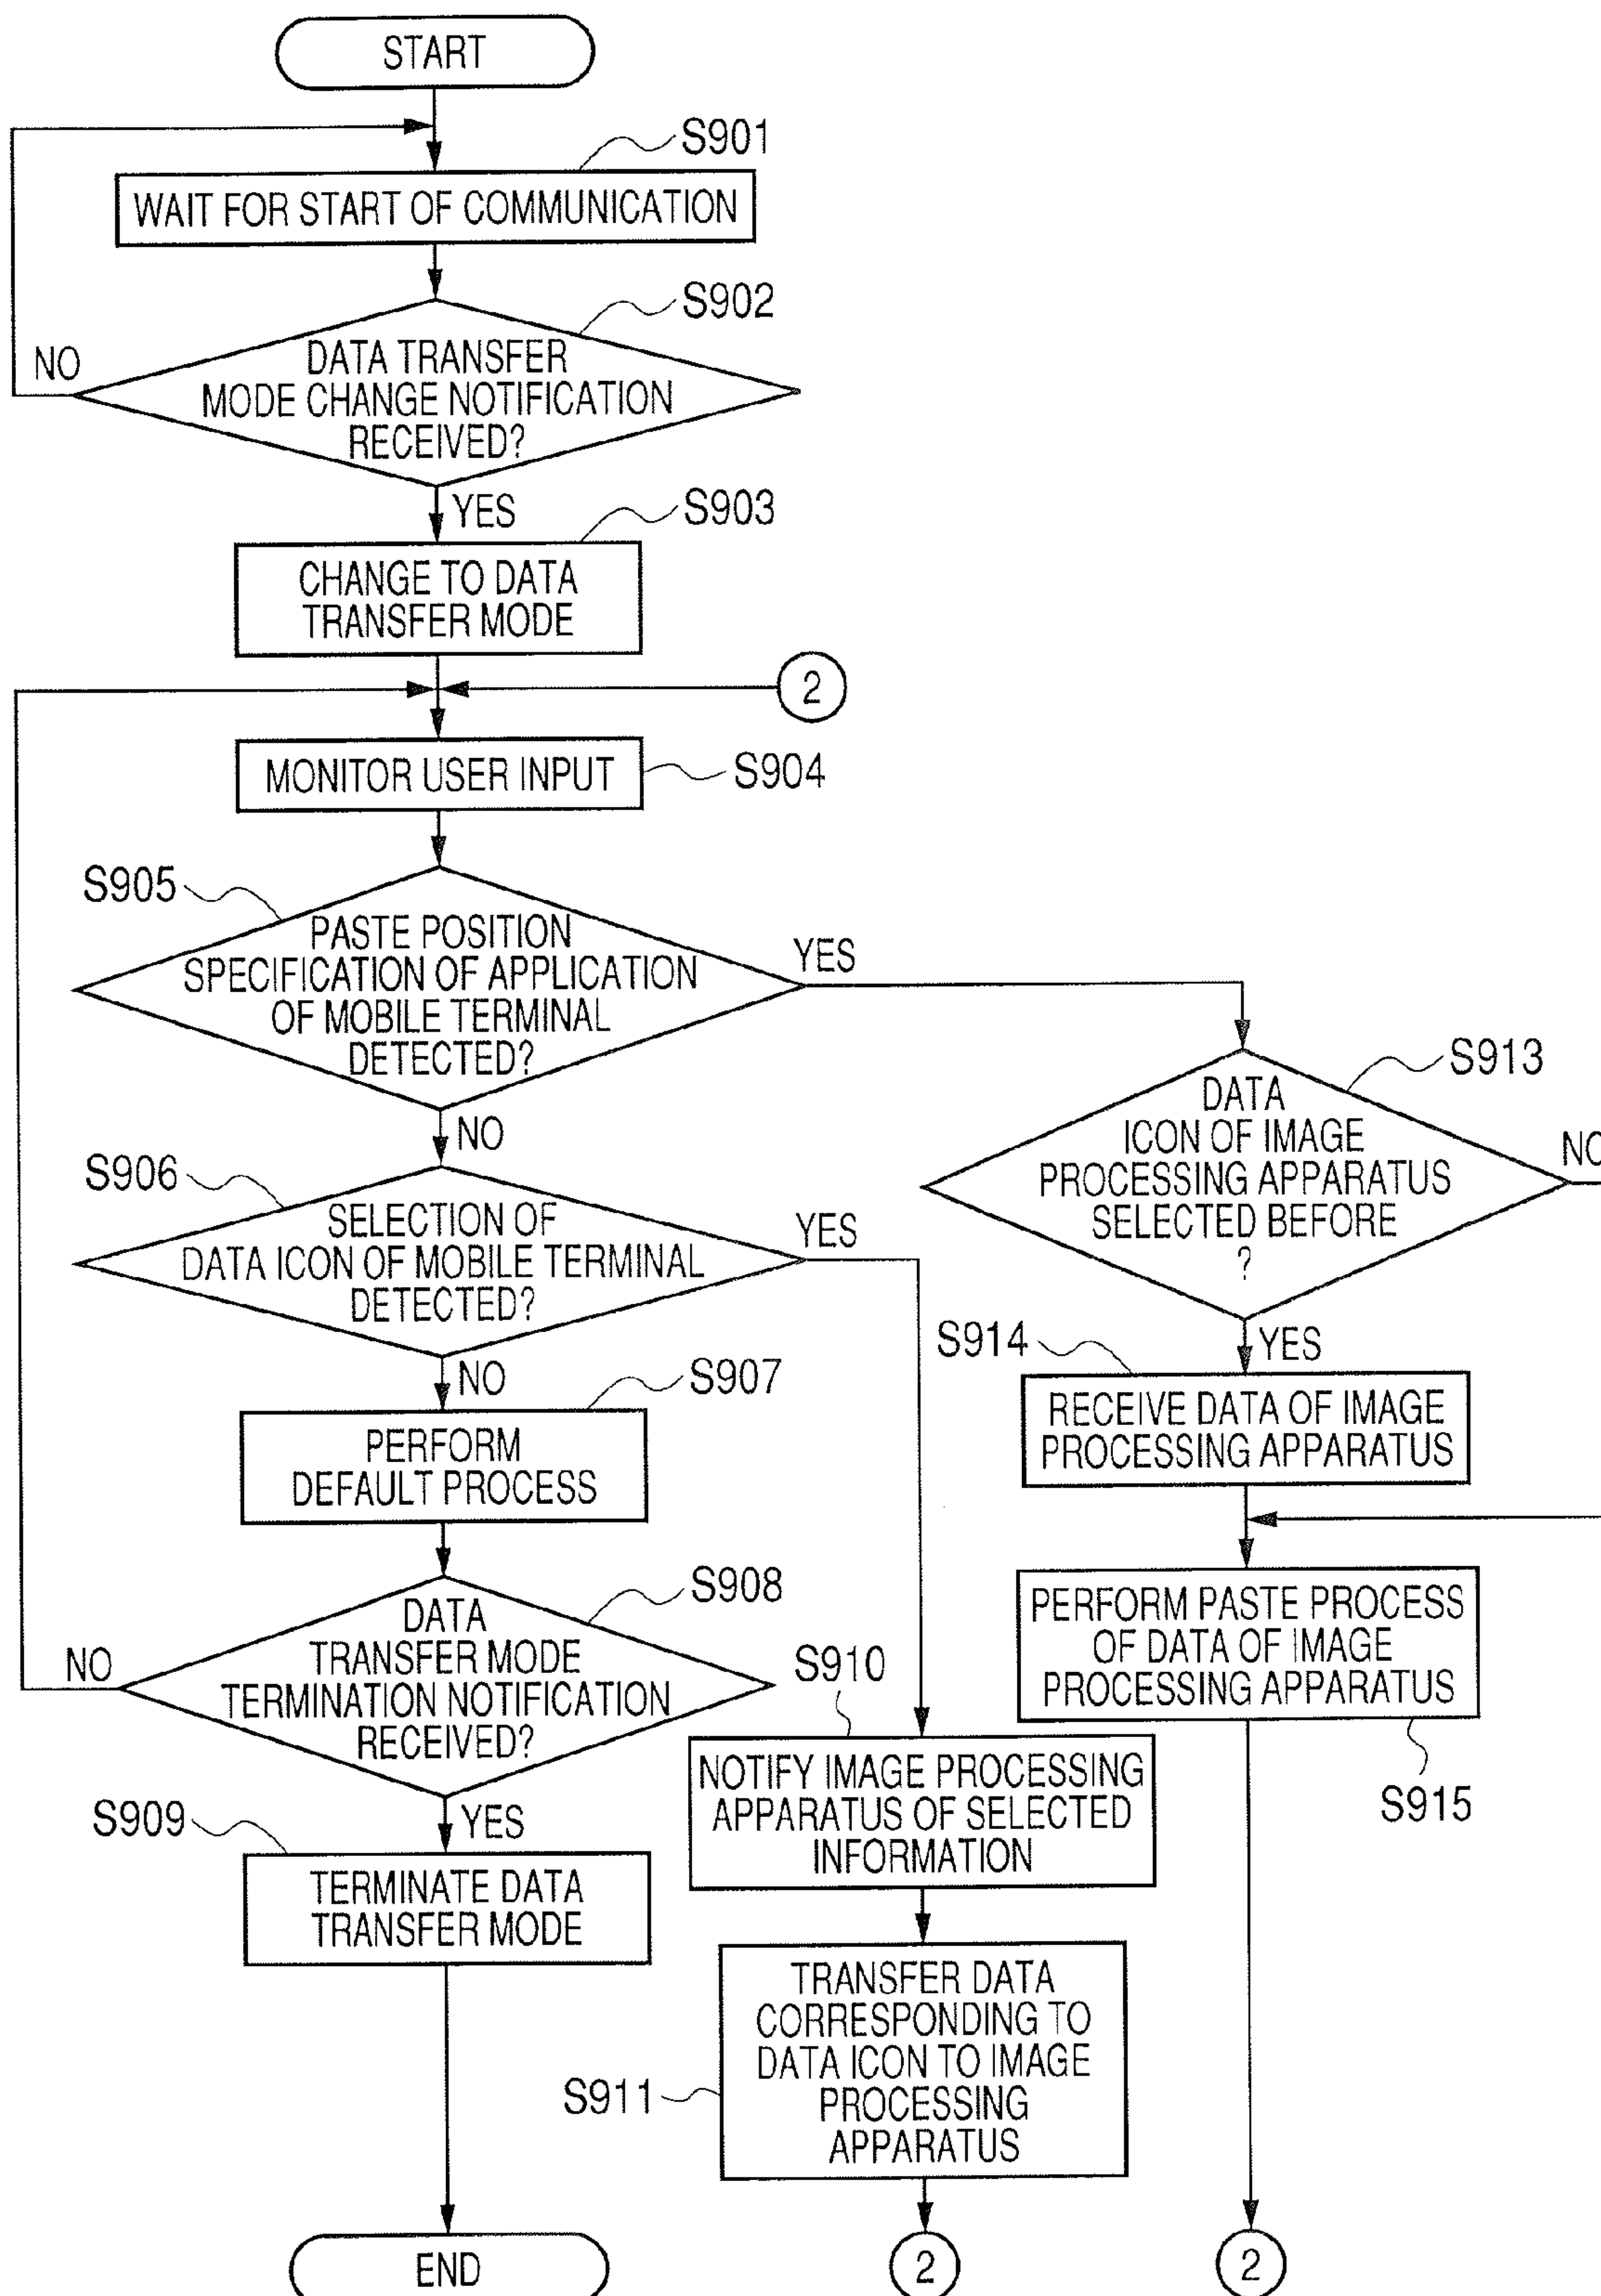 START
S901
WAIT FOR START OF COMMUNICATION
S902
DATA TRANSFER
MODE CHANGE NOTIFICATION
RECEIVED?
NO
YES
S903
CHANGE TO DATA
TRANSFER MODE
2
MONITOR USER INPUT
S904
S905
PASTE POSITION
SPECIFICATION OF APPLICATION
OF MOBILE TERMINAL
DETECTED?
YES
NO
S906
SELECTION OF
DATA ICON OF MOBILE TERMINAL
DETECTED?
YES
NO
S907
PERFORM
DEFAULT PROCESS
S908
DATA
TRANSFER MODE
TERMINATION NOTIFICATION
RECEIVED?
NO
YES
S909
TERMINATE DATA
TRANSFER MODE
END
S910
NOTIFY IMAGE PROCESSING
APPARATUS OF SELECTED
INFORMATION
S911
TRANSFER DATA
CORRESPONDING TO
DATA ICON TO IMAGE
PROCESSING
APPARATUS
2
S913
DATA
ICON OF IMAGE
PROCESSING APPARATUS
SELECTED BEFORE
?
NO
YES
S914
RECEIVE DATA OF IMAGE
PROCESSING APPARATUS
PERFORM PASTE PROCESS
OF DATA OF IMAGE
PROCESSING APPARATUS
S915
2